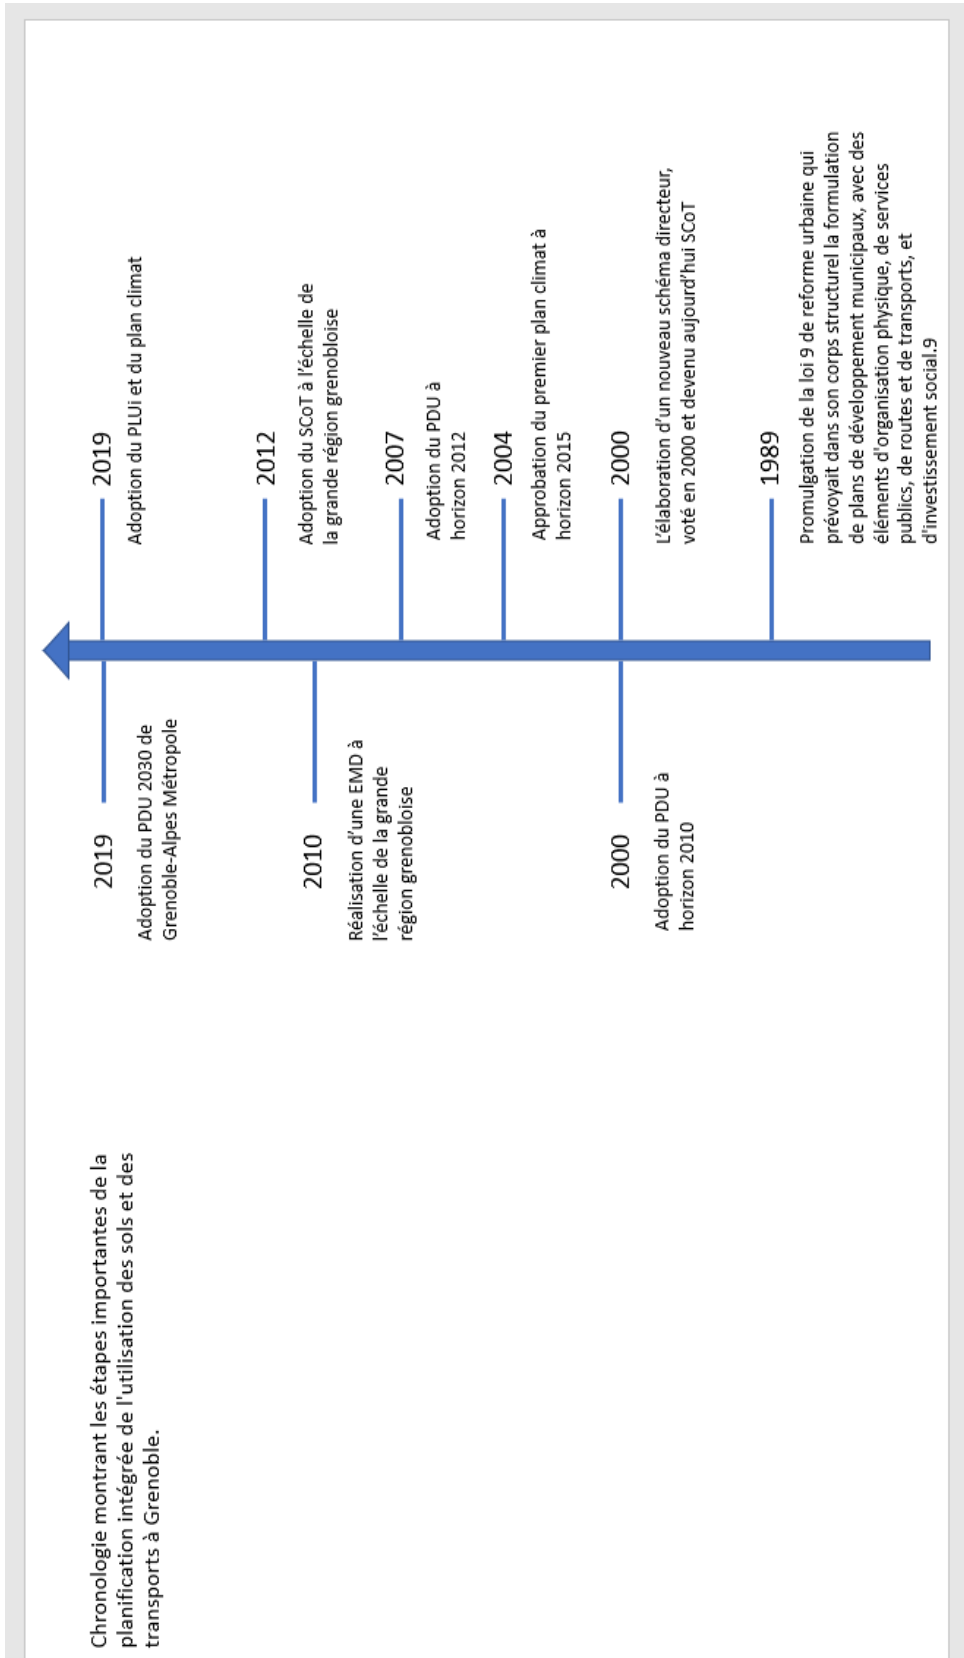 Chronologie montrant les étapes importantes de la
planification intégrée de l'utilisation des sols et des
transports à Grenoble.
2019
Adoption du PDU 2030 de
Grenoble-Alpes Métropole
2010
Réalisation d'une EMD à
l'échelle de la grande
région grenobloise
2000
Adoption du PDU à
horizon 2010
2019
Adoption du PLUi et du plan climat
2012
Adoption du SCoT à l'échelle de
la grande région grenobloise
2007
Adoption du PDU à
horizon 2012
2004
Approbation du premier plan climat à
horizon 2015
2000
L'élaboration d'un nouveau schéma directeur,
voté en 2000 et devenu aujourd'hui SCoT
1989
Promulgation de la loi 9 de reforme urbaine qui
prévoyait dans son corps structurel la formulation
de plans de développement municipaux, avec des
éléments d'organisation physique, de services
publics, de routes et de transports, et
d'investissement social.9